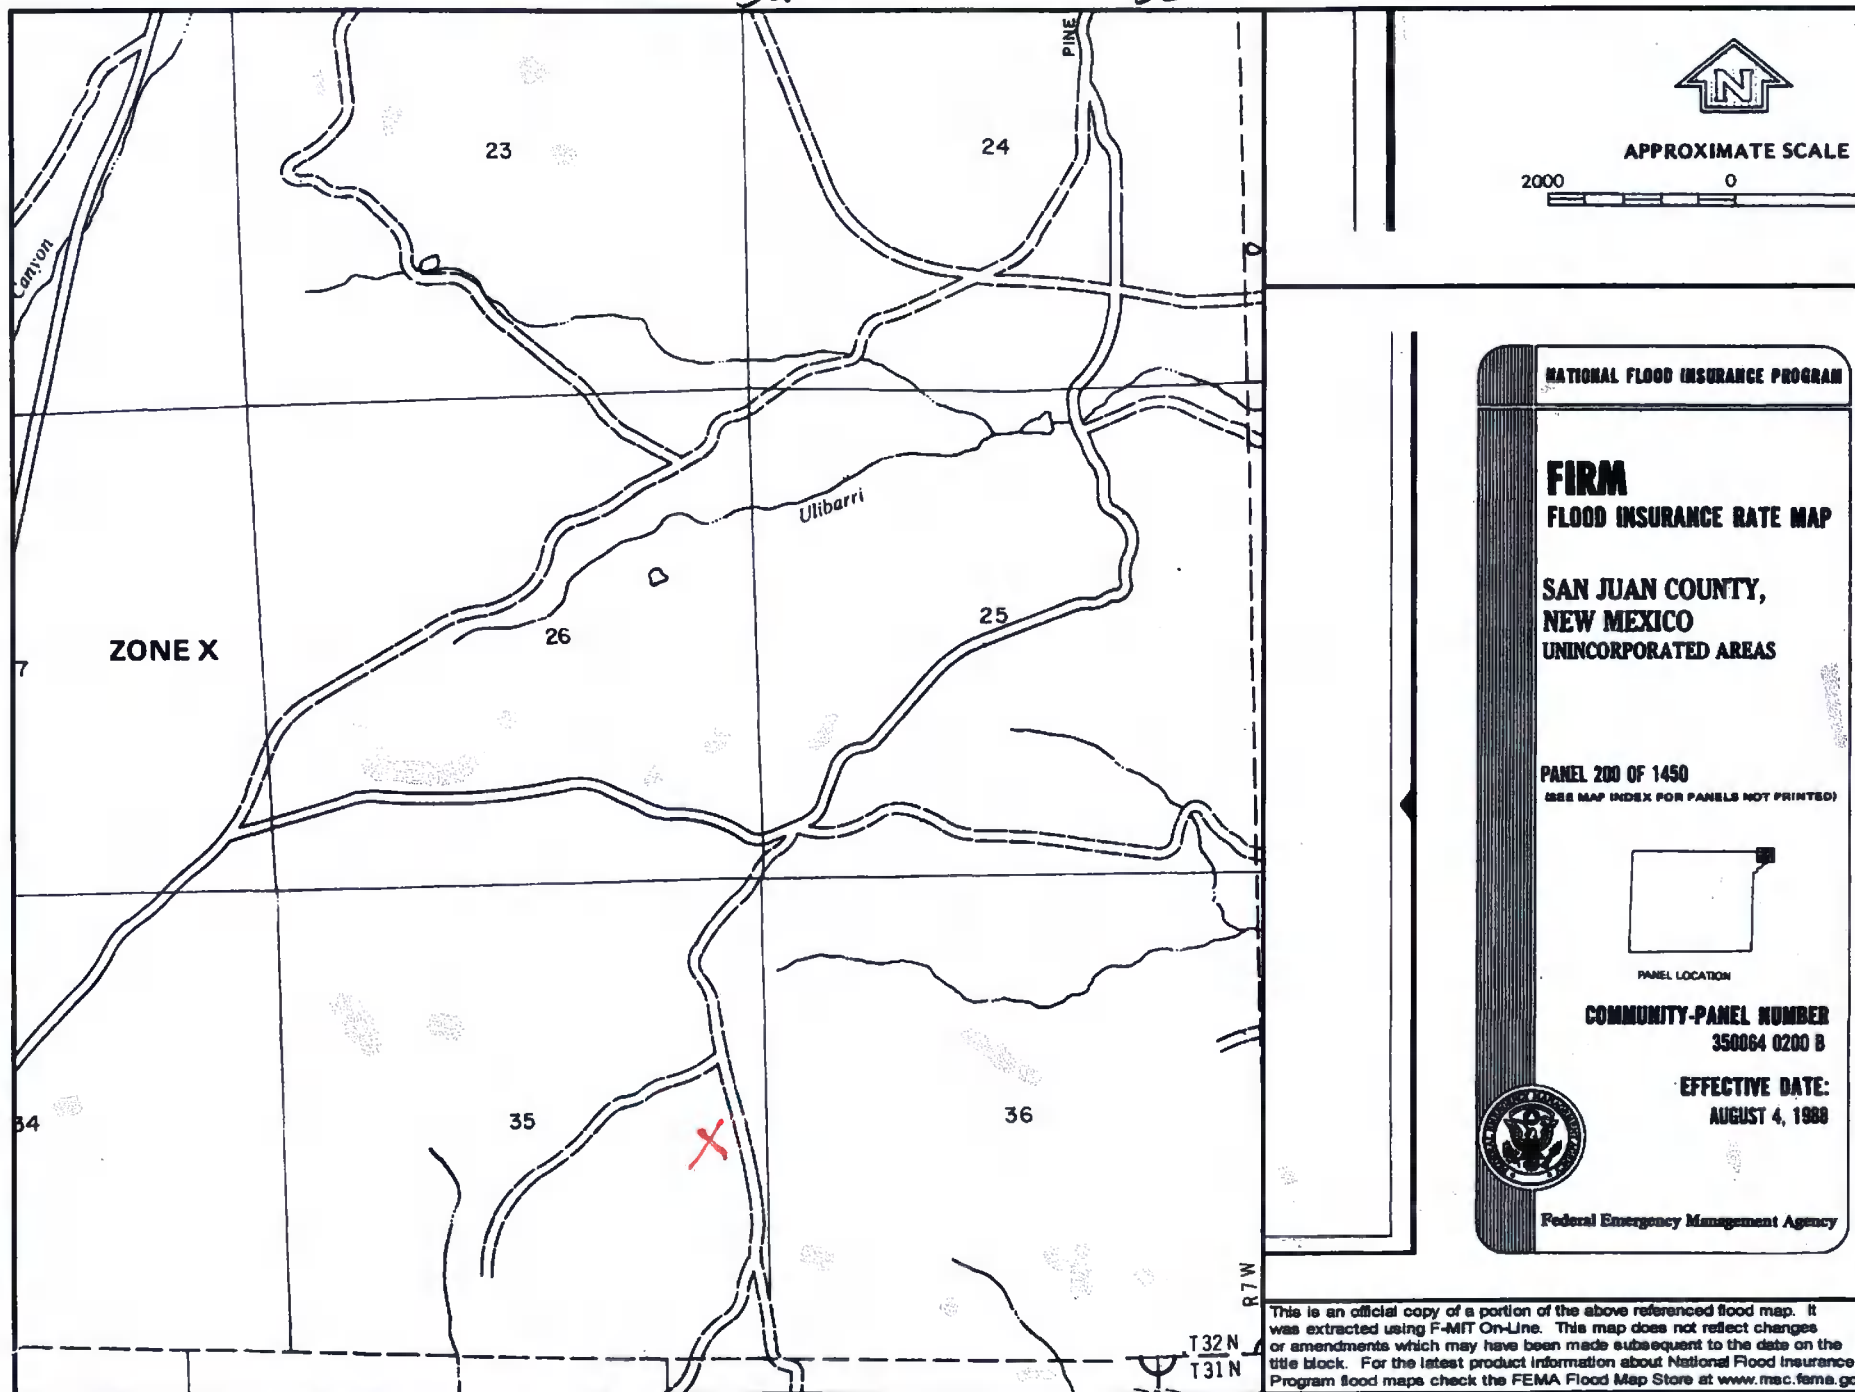 PINE
23
24
Canyon
Ulibarri
ZONE X
26
25
7
34
35
36
R7W
T32N
T31N
N
APPROXIMATE SCALE
2000 0
NATIONAL FLOOD INSURANCE PROGRAM
FIRM
FLOOD INSURANCE RATE MAP
SAN JUAN COUNTY,
NEW MEXICO
UNINCORPORATED AREAS
PANEL 200 OF 1450
(SEE MAP INDEX FOR PANELS NOT PRINTED)
PANEL LOCATION
COMMUNITY-PANEL NUMBER
350064 0200 B
EFFECTIVE DATE:
AUGUST 4, 1988
Federal Emergency Management Agency
This is an official copy of a portion of the above referenced flood map. It
was extracted using F-MIT On-Line. This map does not reflect changes
or amendments which may have been made subsequent to the date on the
title block. For the latest product information about National Flood Insurance
Program flood maps check the FEMA Flood Map Store at www.msc.fema.go